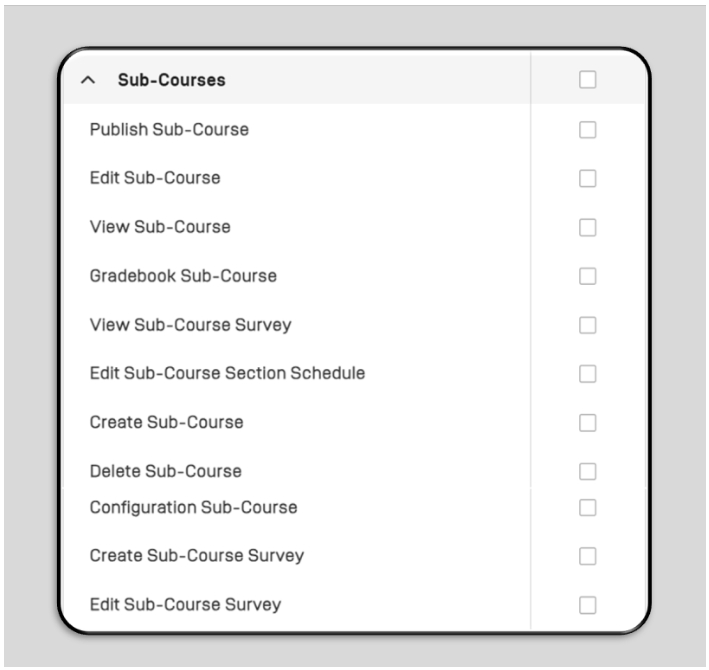 Sub-Courses
Publish Sub-Course
Edit Sub-Course
View Sub-Course
Gradebook Sub-Course
View Sub-Course Survey
Edit Sub-Course Section Schedule
Create Sub-Course
Delete Sub-Course
Configuration Sub-Course
Create Sub-Course Survey
Edit Sub-Course Survey